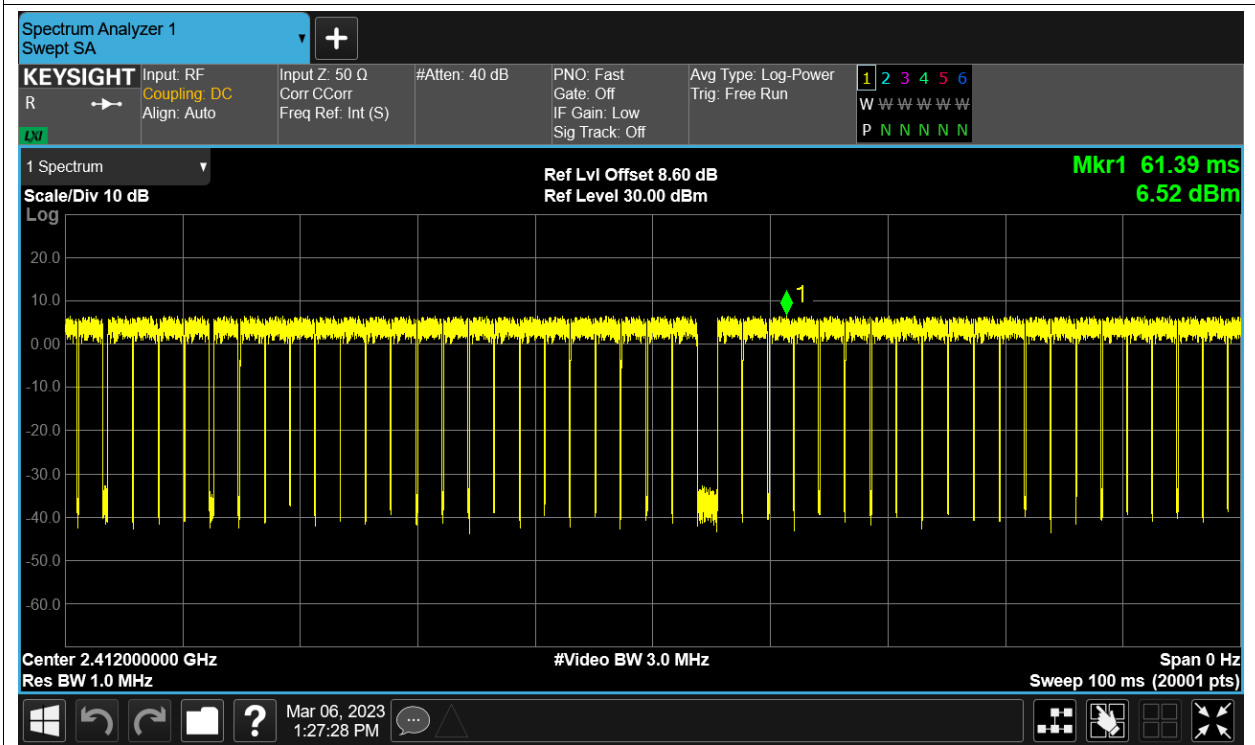 Spectrum Analyzer 1
Swept SA
+
KEYSIGHT
R
LXI
Input: RF
Coupling: DC
Align: Auto
Input Z: 50 Ω
Corr CCorr
Freq Ref: Int (S)
#Atten: 40 dB
PNO: Fast
Gate: Off
IF Gain: Low
Sig Track: Off
Avg Type: Log-Power
Trig: Free Run
1 2 3 4 5 6
W W W W W W
P N N N N N
1 Spectrum
Scale/Div 10 dB
Ref Lvl Offset 8.60 dB
Ref Level 30.00 dBm
Mkr1 61.39 ms
6.52 dBm
Log
20.0
10.0
0.00
-10.0
-20.0
-30.0
-40.0
-50.0
-60.0
1
Center 2.412000000 GHz
Res BW 1.0 MHz
#Video BW 3.0 MHz
Span 0 Hz
Sweep 100 ms (20001 pts)
?
Mar 06, 2023
1:27:28 PM